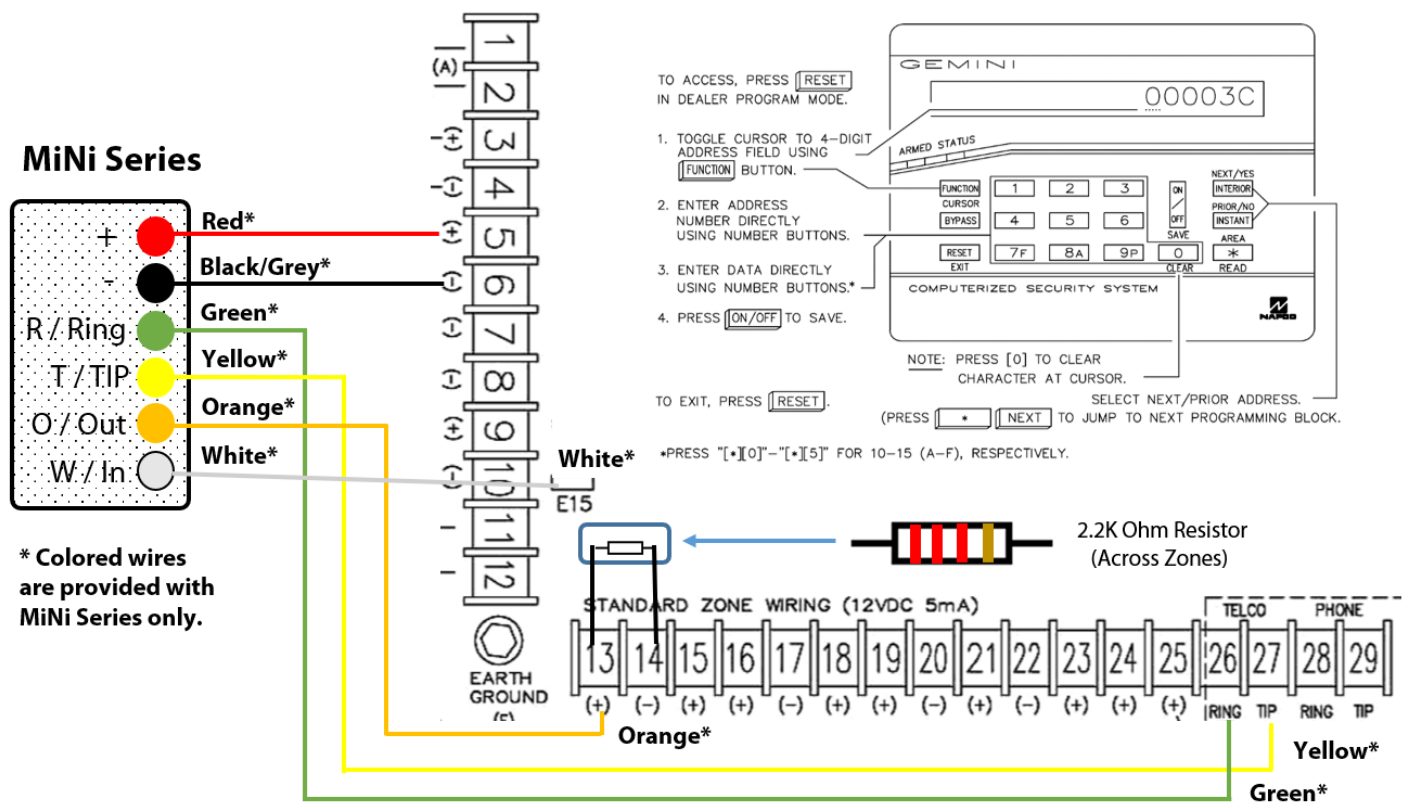 MiNi Series
+
Red*
-
Black/Grey*
R / Ring
Green*
T / TIP
Yellow*
O / Out
Orange*
W / In
White*
* Colored wires
are provided with
MiNi Series only.
(A)
1
2
(+) 3
(-) 4
(+) 5
(-) 6
(-) 7
(-) 8
(+) 9
(-) 10
11
12
EARTH
GROUND
White*
E15
TO ACCESS, PRESS RESET
IN DEALER PROGRAM MODE.
1. TOGGLE CURSOR TO 4-DIGIT
ADDRESS FIELD USING
FUNCTION BUTTON.
2. ENTER ADDRESS
NUMBER DIRECTLY
USING NUMBER BUTTONS.
3. ENTER DATA DIRECTLY
USING NUMBER BUTTONS.*
4. PRESS ON/OFF TO SAVE.
TO EXIT, PRESS RESET.
GEMINI
00003C
ARMED STATUS
FUNCTION
CURSOR
BYPASS
RESET
EXIT
1 2 3
4 5 6
7F 8A 9P 0
ON
/
OFF
SAVE
CLEAR
NEXT/YES
INTERIOR
PRIOR/NO
INSTANT
AREA
*
READ
COMPUTERIZED SECURITY SYSTEM
NAPCO
NOTE: PRESS [0] TO CLEAR
CHARACTER AT CURSOR.
SELECT NEXT/PRIOR ADDRESS.
(PRESS * NEXT TO JUMP TO NEXT PROGRAMMING BLOCK.
*PRESS "[*][0]"-"[*][5]" FOR 10-15 (A-F), RESPECTIVELY.
2.2K Ohm Resistor
(Across Zones)
STANDARD ZONE WIRING (12VDC 5mA)
TELCO PHONE
13 14 15 16 17 18 19 20 21 22 23 24 25 26 27 28 29
(+) (-) (+) (+) (-) (+) (+) (-) (+) (-) (+) (+) (+) RING TIP RING TIP
Orange*
Yellow*
Green*